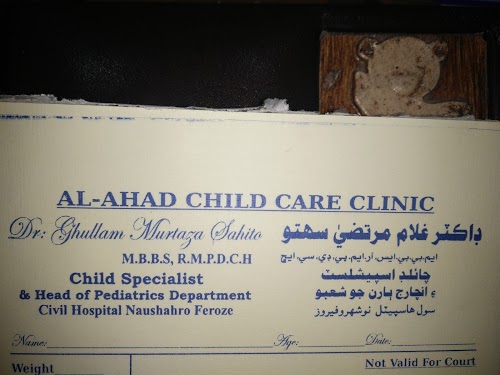 AL-AHAD CHILD CARE CLINIC
Dr: Ghullam Murtaza Sahito
M.B.B.S, R.M.P.D.C.H
Child Specialist
& Head of Pediatrics Department
Civil Hospital Naushahro Feroze
ڊاڪٽر غلام مرتضيٰ سهتو
ايم.بي.بي.ايس، آر.ايم.پي.ڊي.سي.ايڇ
چائلڊ اسپيشلسٽ
۽ انچارج ٻارن جو شعبو
سول هاسپيٽل نوشهروفيروز
Name: Age: Date:
Weight Not Valid For Court